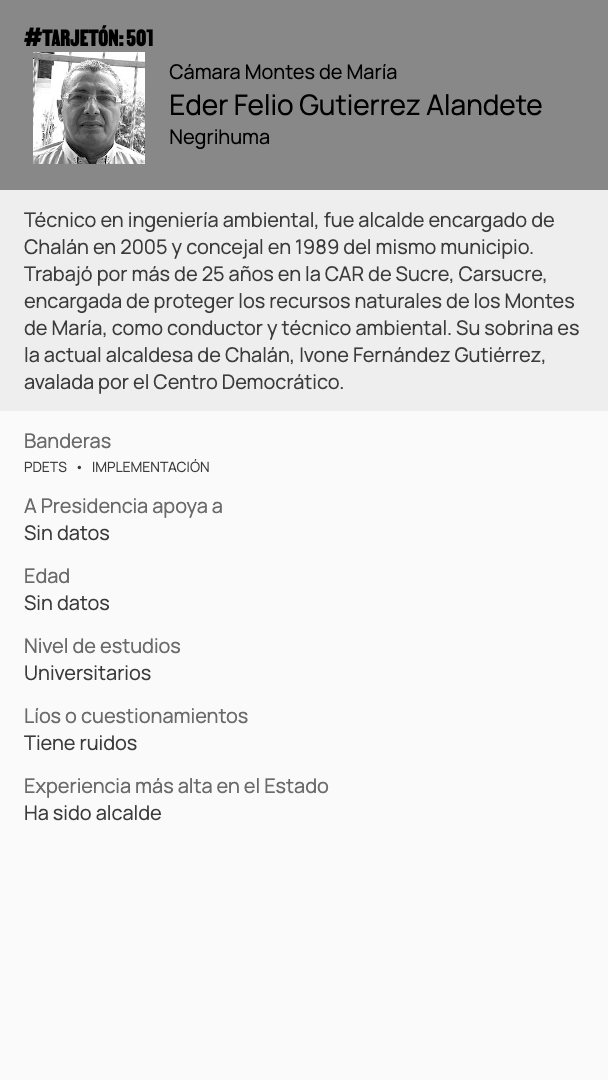 #TARJETÓN: 501
Cámara Montes de María
Eder Felio Gutierrez Alandete
Negrihuma
Técnico en ingeniería ambiental, fue alcalde encargado de
Chalán en 2005 y concejal en 1989 del mismo municipio.
Trabajó por más de 25 años en la CAR de Sucre, Carsucre,
encargada de proteger los recursos naturales de los Montes
de María, como conductor y técnico ambiental. Su sobrina es
la actual alcaldesa de Chalán, Ivone Fernández Gutiérrez,
avalada por el Centro Democrático.
Banderas
PDETS • IMPLEMENTACIÓN
A Presidencia apoya a
Sin datos
Edad
Sin datos
Nivel de estudios
Universitarios
Líos o cuestionamientos
Tiene ruidos
Experiencia más alta en el Estado
Ha sido alcalde